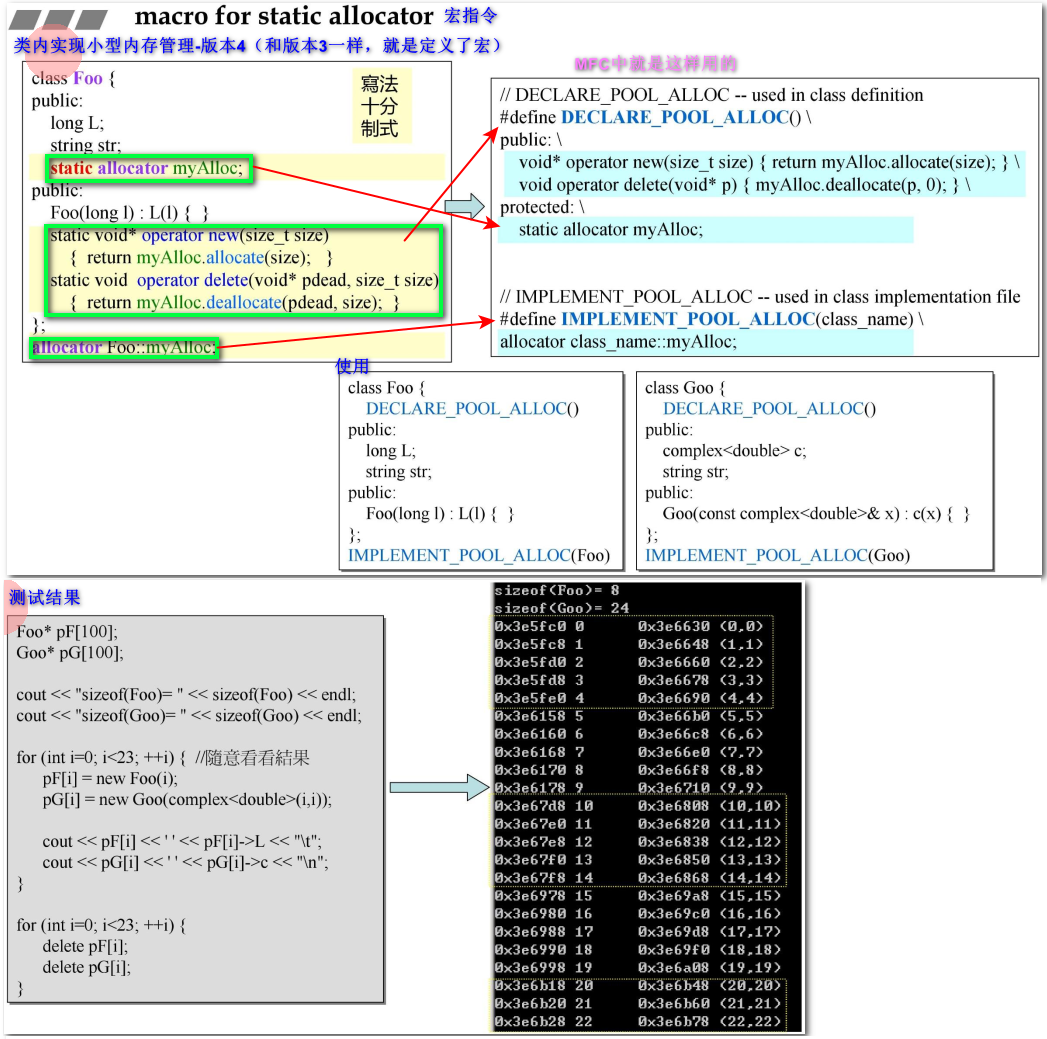 macro for static allocator 宏指令
类内实现小型内存管理-版本4（和版本3一样，就是定义了宏）
class Foo {
public:
long L;
string str;
static allocator myAlloc;
public:
Foo(long l) : L(l) { }
static void* operator new(size_t size)
{ return myAlloc.allocate(size); }
static void operator delete(void* pdead, size_t size)
{ return myAlloc.deallocate(pdead, size); }
};
allocator Foo::myAlloc;
寫法
十分
制式
MFC中就是这样用的
// DECLARE_POOL_ALLOC -- used in class definition
#define DECLARE_POOL_ALLOC() \
public: \
void* operator new(size_t size) { return myAlloc.allocate(size); } \
void operator delete(void* p) { myAlloc.deallocate(p, 0); } \
protected: \
static allocator myAlloc;
// IMPLEMENT_POOL_ALLOC -- used in class implementation file
#define IMPLEMENT_POOL_ALLOC(class_name) \
allocator class_name::myAlloc;
使用
class Foo {
DECLARE_POOL_ALLOC()
public:
long L;
string str;
public:
Foo(long l) : L(l) { }
};
IMPLEMENT_POOL_ALLOC(Foo)
class Goo {
DECLARE_POOL_ALLOC()
public:
complex<double> c;
string str;
public:
Goo(const complex<double>& x) : c(x) { }
};
IMPLEMENT_POOL_ALLOC(Goo)
测试结果
Foo* pF[100];
Goo* pG[100];
cout << "sizeof(Foo)= " << sizeof(Foo) << endl;
cout << "sizeof(Goo)= " << sizeof(Goo) << endl;
for (int i=0; i<23; ++i) { //隨意看看結果
pF[i] = new Foo(i);
pG[i] = new Goo(complex<double>(i,i));
cout << pF[i] << ' ' << pF[i]->L << "\t";
cout << pG[i] << ' ' << pG[i]->c << "\n";
}
for (int i=0; i<23; ++i) {
delete pF[i];
delete pG[i];
}
sizeof(Foo)= 8
sizeof(Goo)= 24
0x3e5fc0 0 0x3e6630 (0,0)
0x3e5fc8 1 0x3e6648 (1,1)
0x3e5fd0 2 0x3e6660 (2,2)
0x3e5fd8 3 0x3e6678 (3,3)
0x3e5fe0 4 0x3e6690 (4,4)
0x3e6158 5 0x3e66b0 (5,5)
0x3e6160 6 0x3e66c8 (6,6)
0x3e6168 7 0x3e66e0 (7,7)
0x3e6170 8 0x3e66f8 (8,8)
0x3e6178 9 0x3e6710 (9,9)
0x3e67d8 10 0x3e6808 (10,10)
0x3e67e0 11 0x3e6820 (11,11)
0x3e67e8 12 0x3e6838 (12,12)
0x3e67f0 13 0x3e6850 (13,13)
0x3e67f8 14 0x3e6868 (14,14)
0x3e6978 15 0x3e69a8 (15,15)
0x3e6980 16 0x3e69c0 (16,16)
0x3e6988 17 0x3e69d8 (17,17)
0x3e6990 18 0x3e69f0 (18,18)
0x3e6998 19 0x3e6a08 (19,19)
0x3e6b18 20 0x3e6b48 (20,20)
0x3e6b20 21 0x3e6b60 (21,21)
0x3e6b28 22 0x3e6b78 (22,22)